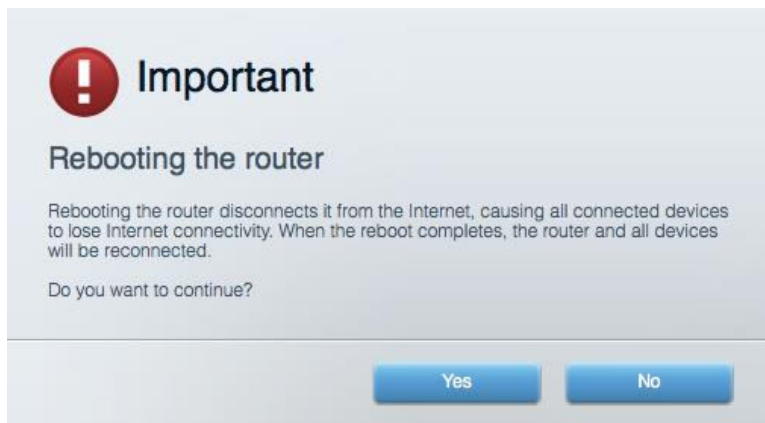 Important
Rebooting the router
Rebooting the router disconnects it from the Internet, causing all connected devices
to lose Internet connectivity. When the reboot completes, the router and all devices
will be reconnected.
Do you want to continue?
Yes No